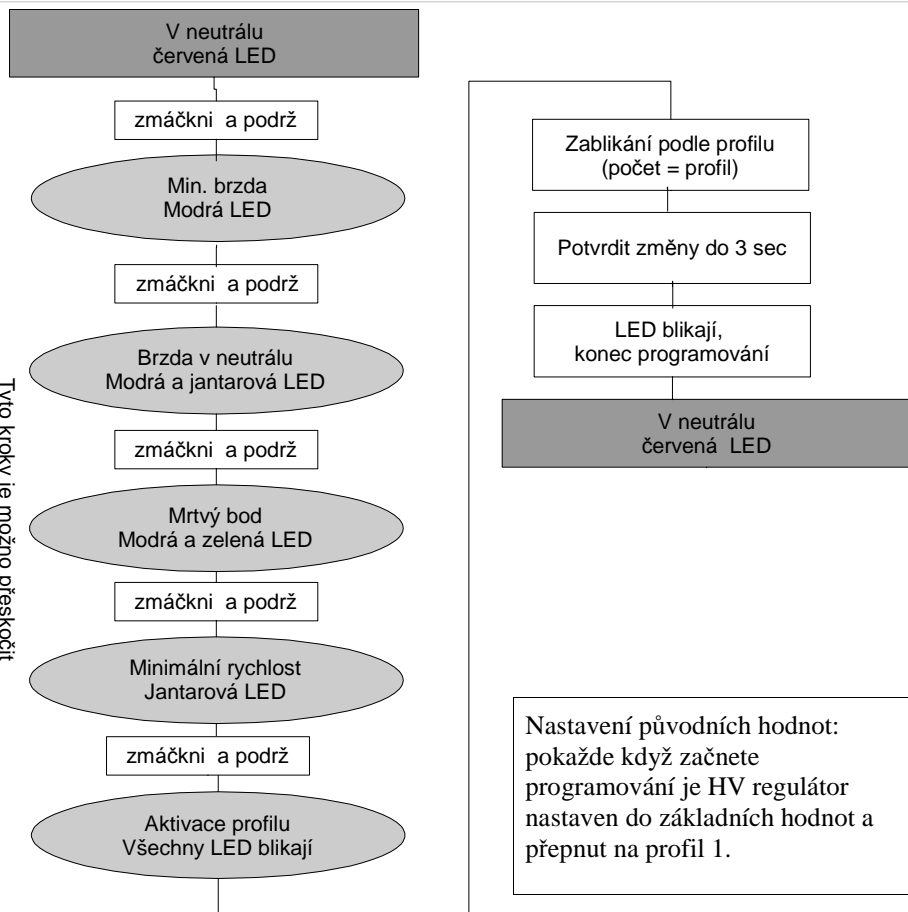 V neutrálu
červená LED
zmáčkni a podrž
Min. brzda
Modrá LED
zmáčkni a podrž
Brzda v neutrálu
Modrá a jantarová LED
zmáčkni a podrž
Mrtvý bod
Modrá a zelená LED
zmáčkni a podrž
Minimální rychlost
Jantarová LED
zmáčkni a podrž
Aktivace profilu
Všechny LED blikají
Tyto kroky je možno přeskočit
Zablikání podle profilu
(počet = profil)
Potvrdit změny do 3 sec
LED blikají,
konec programování
V neutrálu
červená LED
Nastavení původních hodnot:
pokažde když začnete
programování je HV regulátor
nastaven do základních hodnot a
přepnut na profil 1.